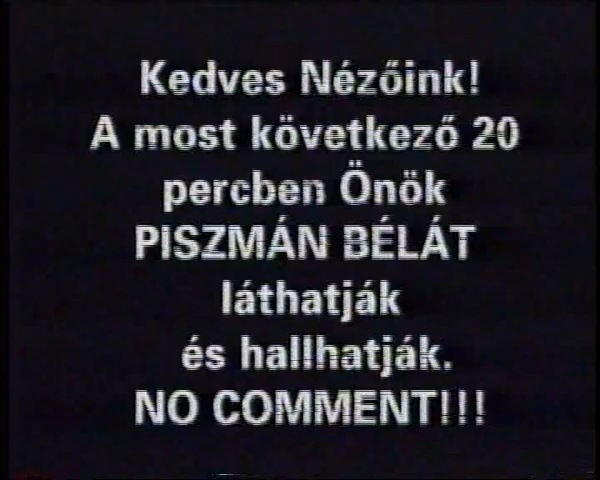 Kedves Nézőink!
A most következő 20
percben Önök
PISZMÁN BÉLÁT
láthatják
és hallhatják.
NO COMMENT!!!